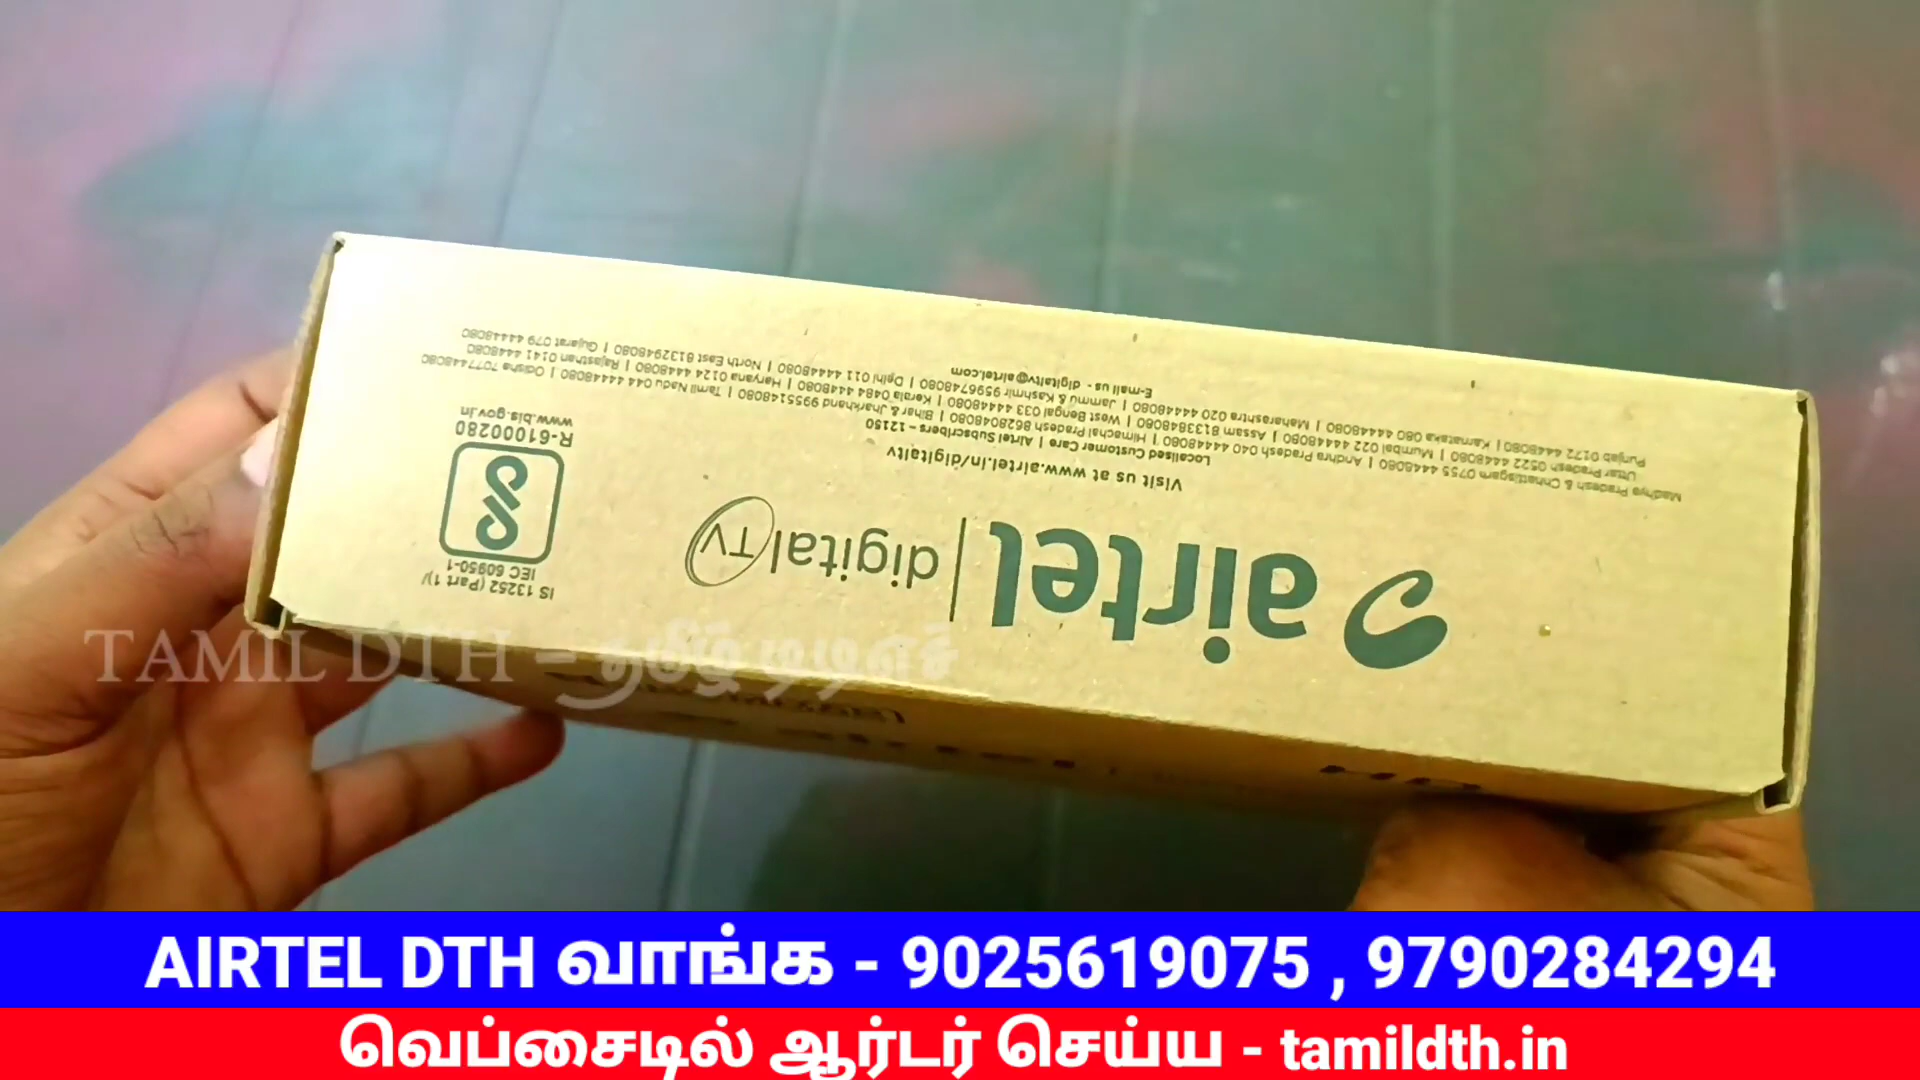 airtel | digital TV
Visit us at www.airtel.in/digitaltv
Localised Customer Care | Airtel Subscribers – 12150
Madhya Pradesh & Chhattisgarh 0755 4448080 | Andhra Pradesh 040 44448080 | Himachal Pradesh 8628048080 | Bihar & Jharkhand 9955148080 | Tamil Nadu 044 44448080 | Odisha 7077448080
Uttar Pradesh 0522 4448080 | Mumbai 022 44448080 | Assam 8133848080 | West Bengal 033 44448080 | Kerala 0484 4448080 | Haryana 0124 4448080 | Rajasthan 0141 4448080
Punjab 0172 4448080 | Karnataka 080 44448080 | Maharashtra 020 44448080 | Jammu & Kashmir 9596748080 | Delhi 011 44448080 | North East 8132948080 | Gujarat 079 44448080
E-mail us - digitaltv@airtel.com
IS 13252 (Part 1)/
IEC 60950-1
R-61000280
www.bis.gov.in
TAMIL DTH – தமிழ் டிடிஎச்
AIRTEL DTH வாங்க - 9025619075 , 9790284294
வெப்சைடில் ஆர்டர் செய்ய - tamildth.in